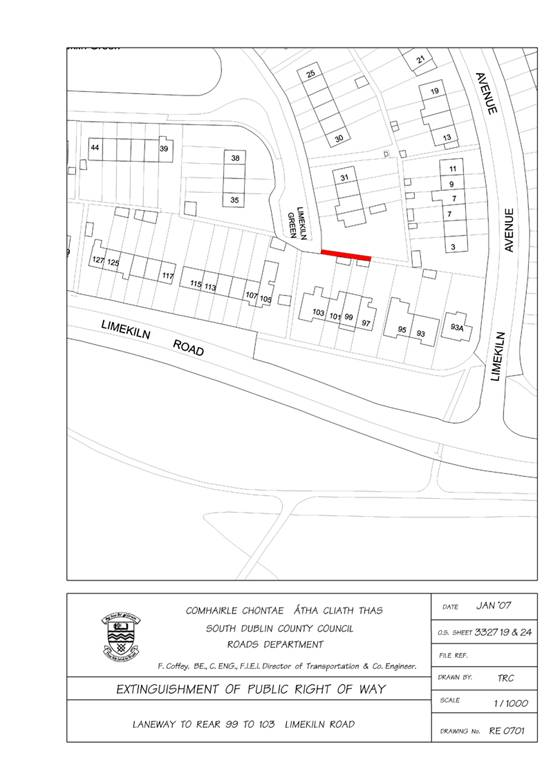 25
21
19
30
13
44
39
38
35
31
11
9
7
7
3
AVENUE
AVENUE
LIMEKILN
LIMEKILN
GREEN
127 125
117
115 113
107 105
103 101 99 97
95 93
93A
LIMEKILN ROAD
COMHAIRLE CHONTAE ÁTHA CLIATH THAS
SOUTH DUBLIN COUNTY COUNCIL
ROADS DEPARTMENT
F. Coffey. BE., C. ENG., F.I.E.I. Director of Transportation & Co. Engineer.
EXTINGUISHMENT OF PUBLIC RIGHT OF WAY
LANEWAY TO REAR 99 TO 103 LIMEKILN ROAD
DATE JAN '07
O.S. SHEET 3327 19 & 24
FILE REF.
DRAWN BY: TRC
SCALE 1 / 1000
DRAWING No. RE 0701